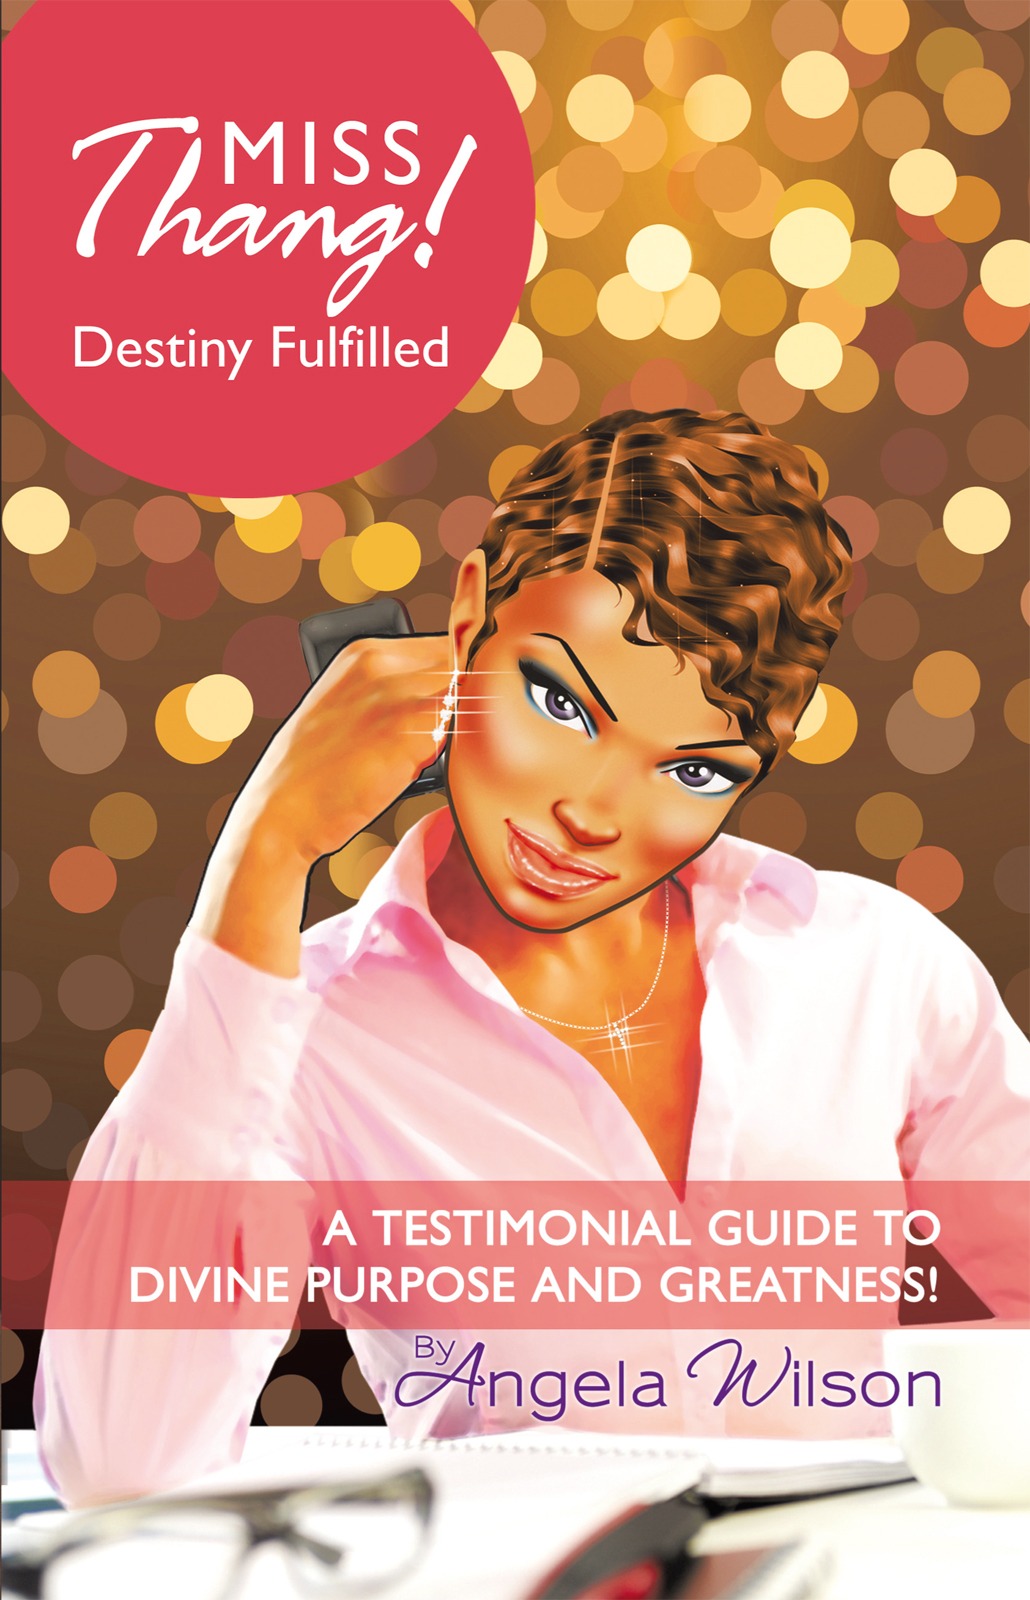 MISS
Thang!
Destiny Fulfilled
A TESTIMONIAL GUIDE TO
DIVINE PURPOSE AND GREATNESS!
By Angela Wilson